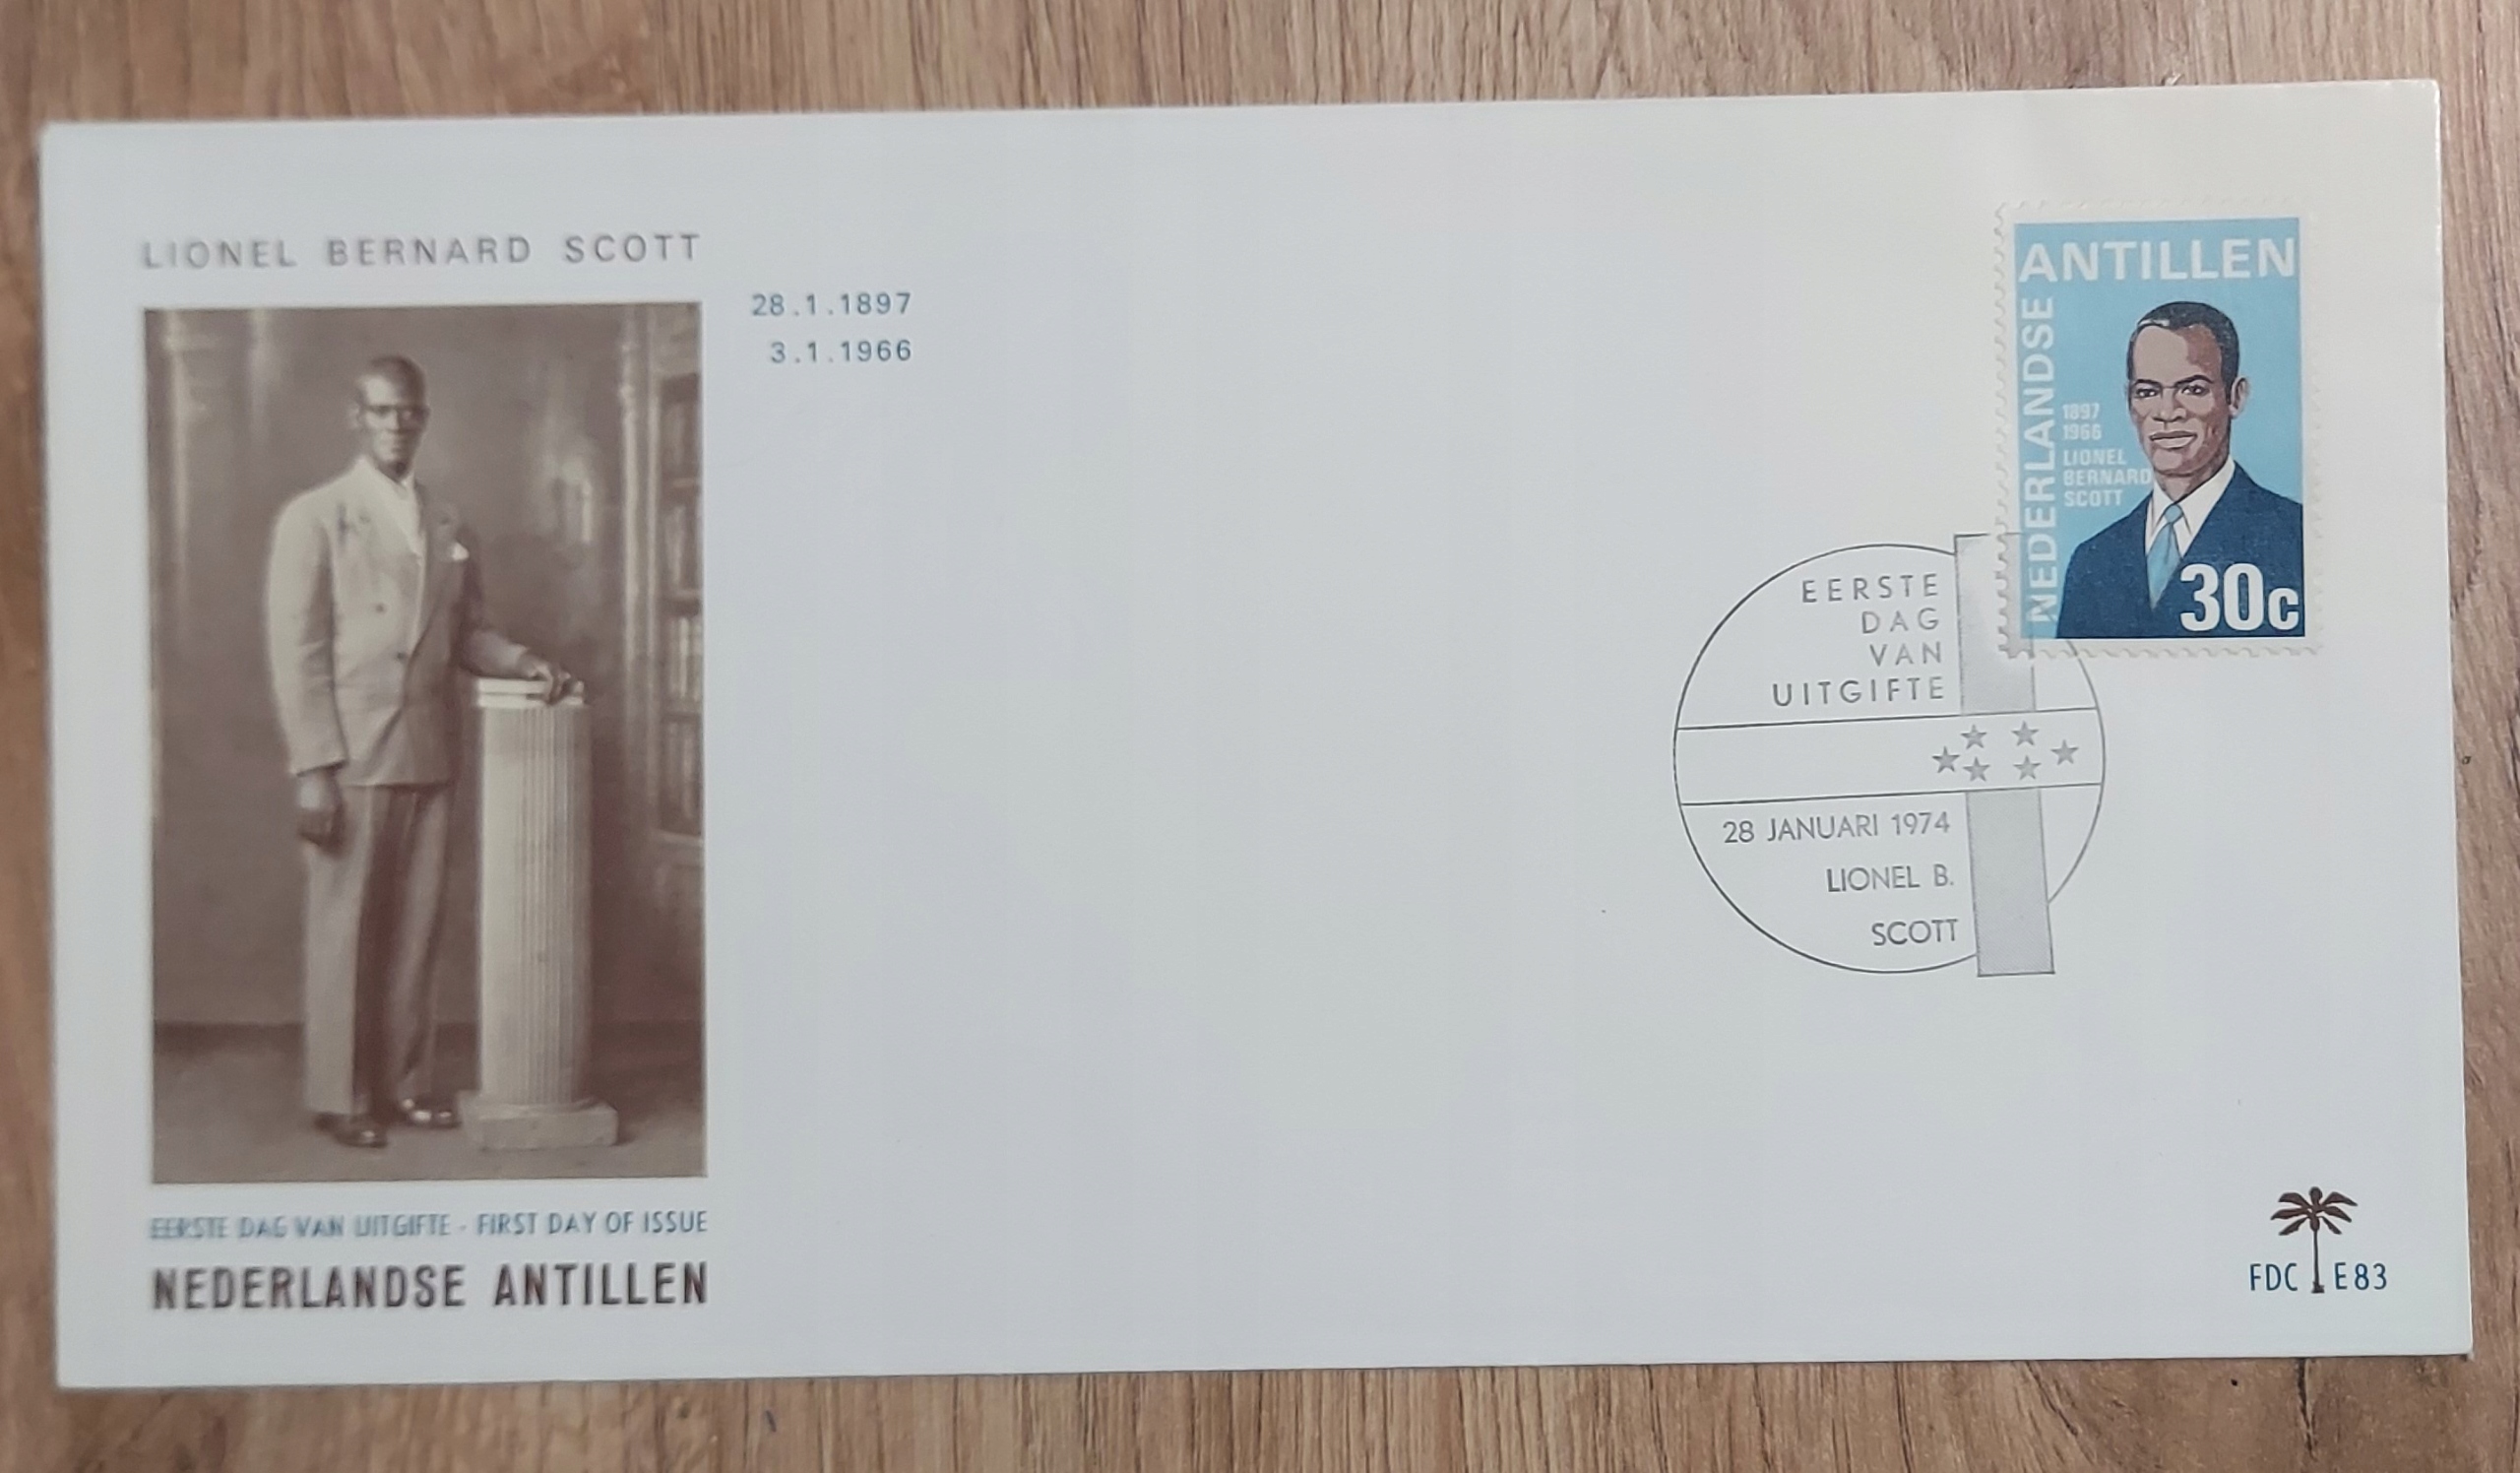 LIONEL BERNARD SCOTT
28.1.1897
3.1.1966
EERSTE DAG VAN UITGIFTE - FIRST DAY OF ISSUE
NEDERLANDSE ANTILLEN
ANTILLEN
NEDERLANDSE
1897
1966
LIONEL
BERNARD
SCOTT
30c
EERSTE
DAG
VAN
UITGIFTE
28 JANUARI 1974
LIONEL B.
SCOTT
FDC E83